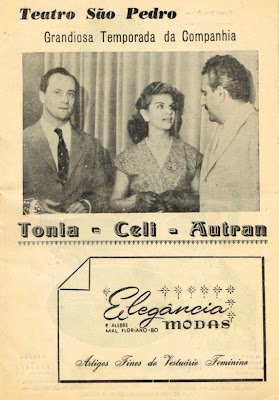 Teatro São Pedro
Grandiosa Temporada da Companhia
Tonia - Celi - Autran
Elegância
MODAS
P. ALEGRE
MAL. FLORIANO-80
Artigos Finos do Vestuário Feminino